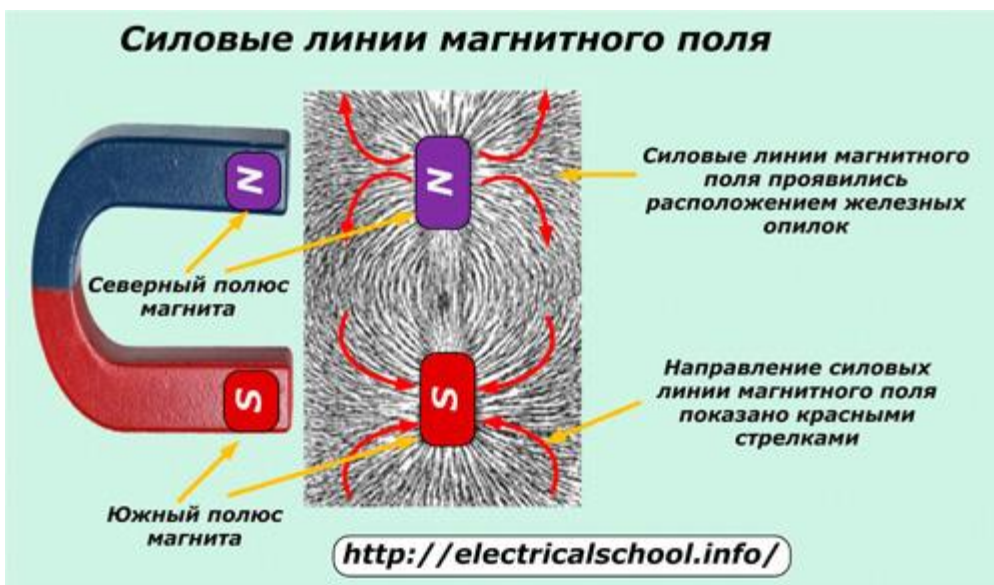 Силовые линии магнитного поля
N
N
Силовые линии магнитного
поля проявились
расположением железных
опилок
Северный полюс
магнита
S
S
Направление силовых
линии магнитного поля
показано красными
стрелками
Южный полюс
магнита
http://electricalschool.info/